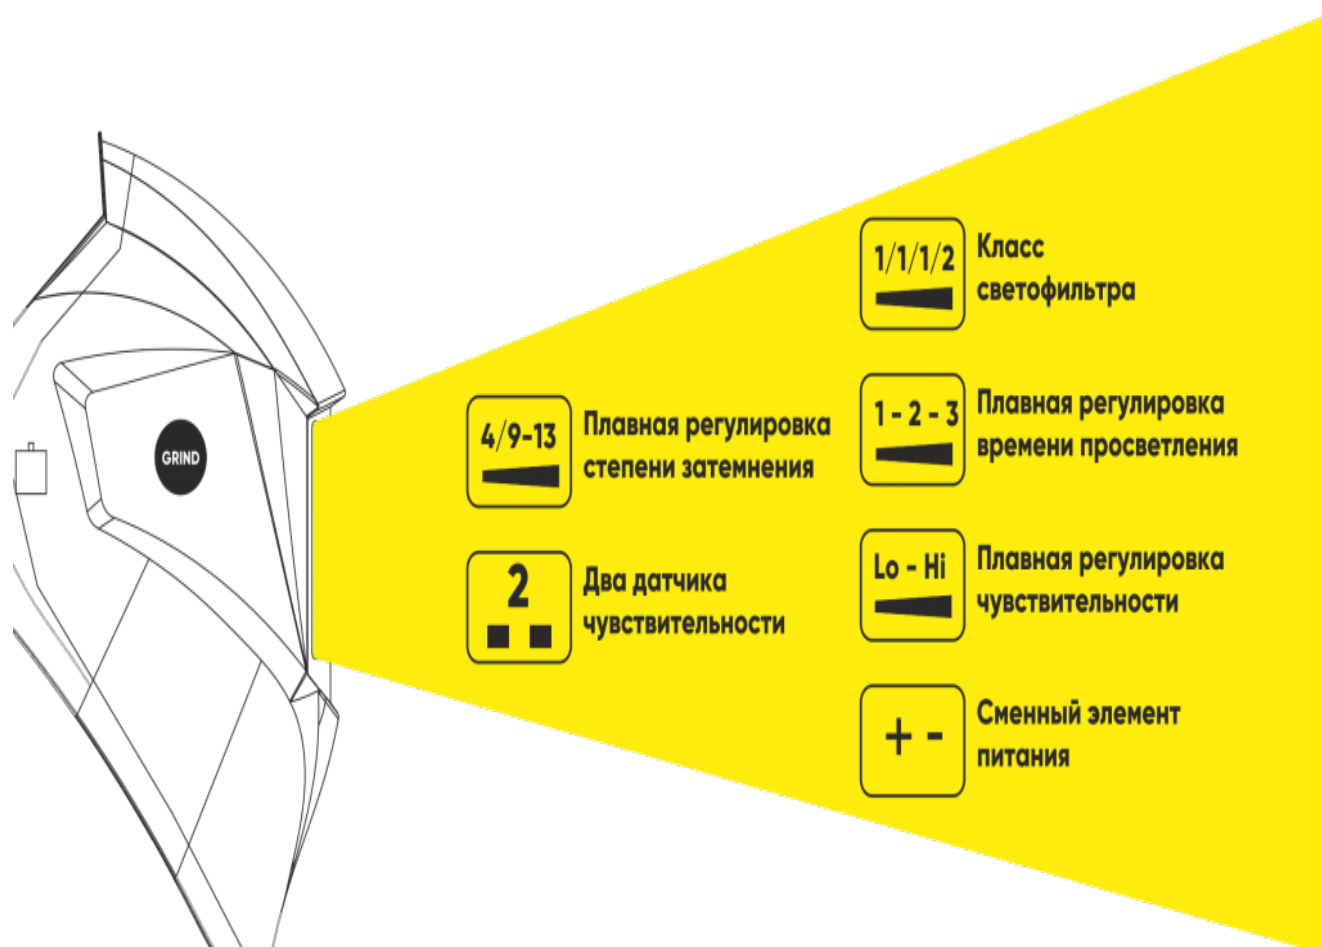 GRIND
4/9-13
Плавная регулировка
степени затемнения
2
Два датчика
чувствительности
1/1/1/2
Класс
светофильтра
1 - 2 - 3
Плавная регулировка
времени просветления
Lo - Hi
Плавная регулировка
чувствительности
+ -
Сменный элемент
питания